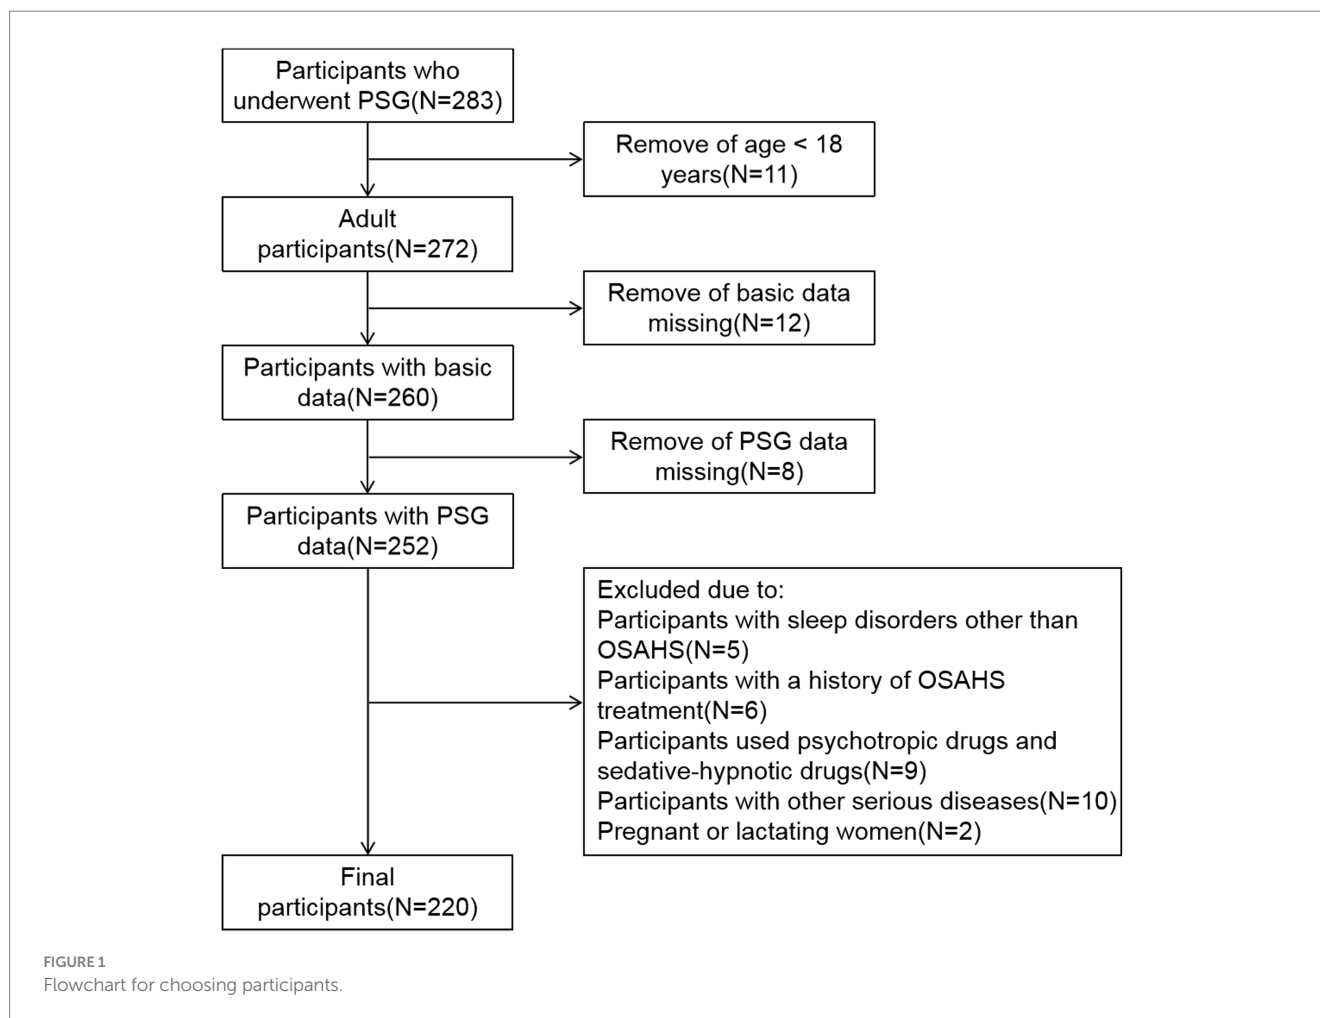 Participants who
underwent PSG(N=283)
Remove of age < 18
years(N=11)
Adult
participants(N=272)
Remove of basic data
missing(N=12)
Participants with basic
data(N=260)
Remove of PSG data
missing(N=8)
Participants with PSG
data(N=252)
Excluded due to:
Participants with sleep disorders other than
OSAHS(N=5)
Participants with a history of OSAHS
treatment(N=6)
Participants used psychotropic drugs and
sedative-hypnotic drugs(N=9)
Participants with other serious diseases(N=10)
Pregnant or lactating women(N=2)
Final
participants(N=220)
FIGURE 1
Flowchart for choosing participants.